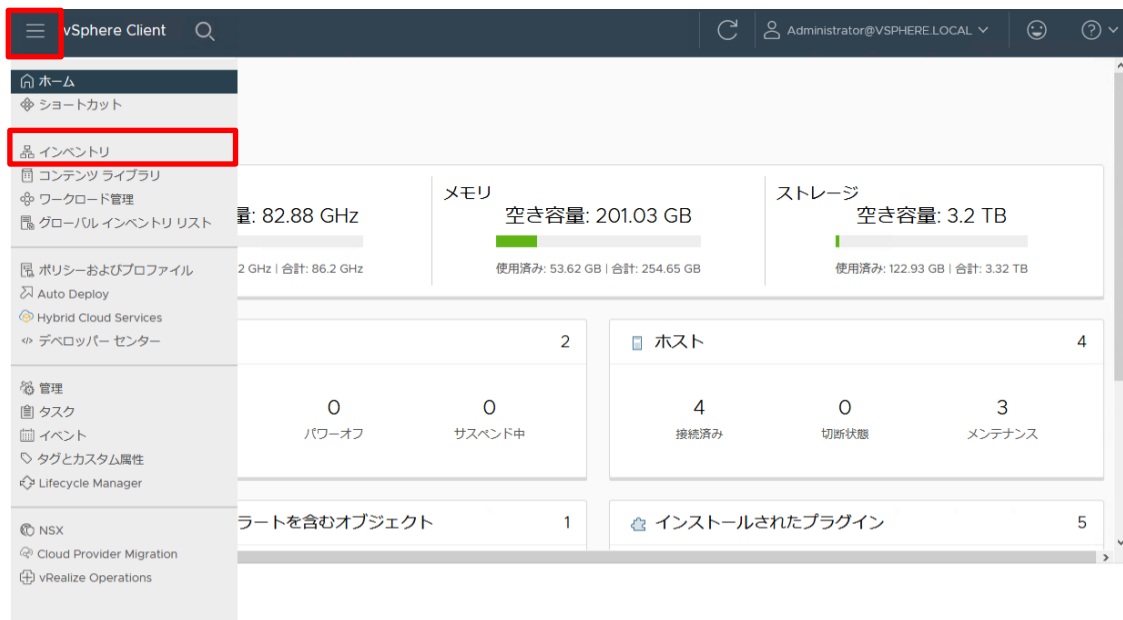 vSphere Client
Administrator@VSPHERE.LOCAL
ホーム
ショートカット
インベントリ
コンテンツ ライブラリ
ワークロード管理
グローバル インベントリ リスト
ポリシーおよびプロファイル
Auto Deploy
Hybrid Cloud Services
デベロッパー センター
管理
タスク
イベント
タグとカスタム属性
Lifecycle Manager
NSX
Cloud Provider Migration
vRealize Operations
量: 82.88 GHz
2 GHz | 合計: 86.2 GHz
メモリ
空き容量: 201.03 GB
使用済み: 53.62 GB | 合計: 254.65 GB
ストレージ
空き容量: 3.2 TB
使用済み: 122.93 GB | 合計: 3.32 TB
2
0
パワーオフ
0
サスペンド中
ホスト
4
4
接続済み
0
切断状態
3
メンテナンス
ラートを含むオブジェクト
1
インストールされたプラグイン
5